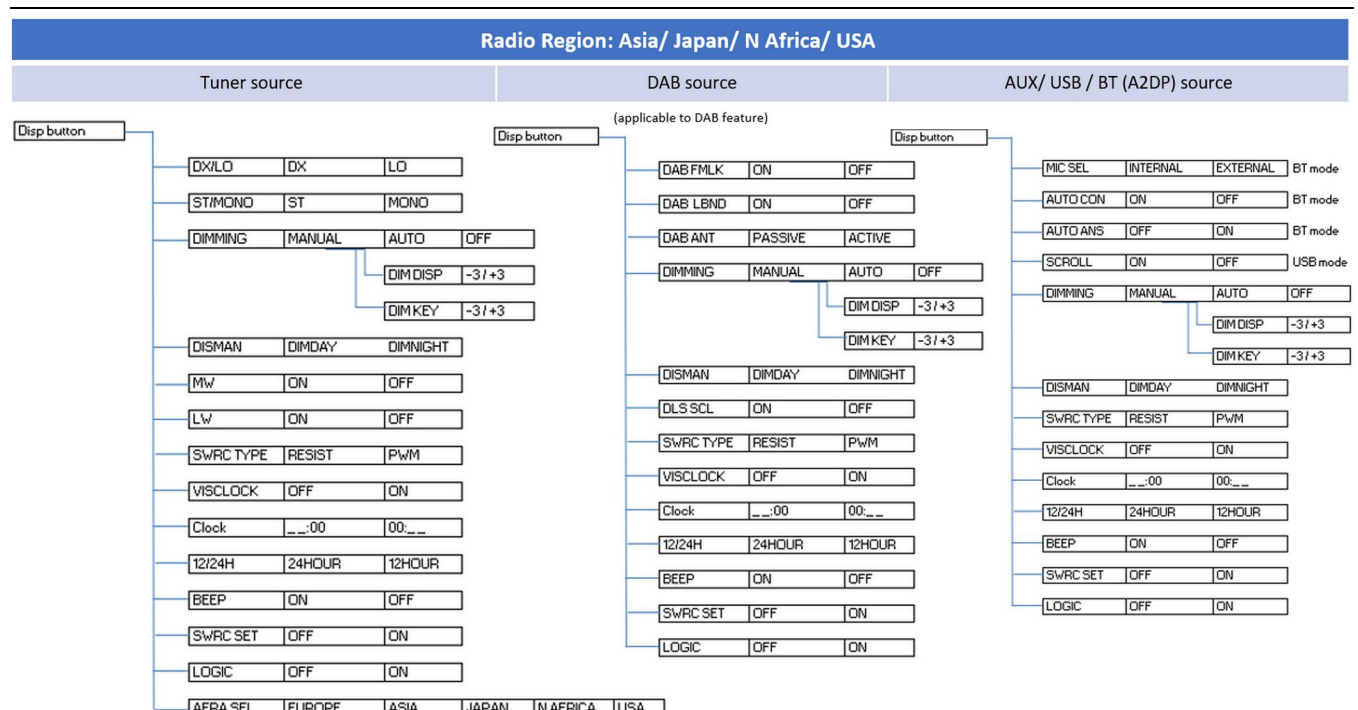 Radio Region: Asia/ Japan/ N Africa/ USA
Tuner source
DAB source
AUX/ USB / BT (A2DP) source
Disp button
DX/LO DX LO
ST/MONO ST MONO
DIMMING MANUAL AUTO OFF
DIM DISP -3 / +3
DIM KEY -3 / +3
DISMAN DIMDAY DIMNIGHT
MW ON OFF
LW ON OFF
SWRC TYPE RESIST PWM
VISCLOCK OFF ON
Clock _ _:00 00:_ _
12/24H 24HOUR 12HOUR
BEEP ON OFF
SWRC SET OFF ON
LOGIC OFF ON
AERA SEL EUROPE ASIA JAPAN N AFRICA USA
(applicable to DAB feature)
Disp button
DAB FMLK ON OFF
DAB LBND ON OFF
DAB ANT PASSIVE ACTIVE
DIMMING MANUAL AUTO OFF
DIM DISP -3 / +3
DIM KEY -3 / +3
DISMAN DIMDAY DIMNIGHT
DLS SCL ON OFF
SWRC TYPE RESIST PWM
VISCLOCK OFF ON
Clock _ _:00 00:_ _
12/24H 24HOUR 12HOUR
BEEP ON OFF
SWRC SET OFF ON
LOGIC OFF ON
Disp button
MIC SEL INTERNAL EXTERNAL BT mode
AUTO CON ON OFF BT mode
AUTO ANS OFF ON BT mode
SCROLL ON OFF USB mode
DIMMING MANUAL AUTO OFF
DIM DISP -3 / +3
DIM KEY -3 / +3
DISMAN DIMDAY DIMNIGHT
SWRC TYPE RESIST PWM
VISCLOCK OFF ON
Clock _ _:00 00:_ _
12/24H 24HOUR 12HOUR
BEEP ON OFF
SWRC SET OFF ON
LOGIC OFF ON